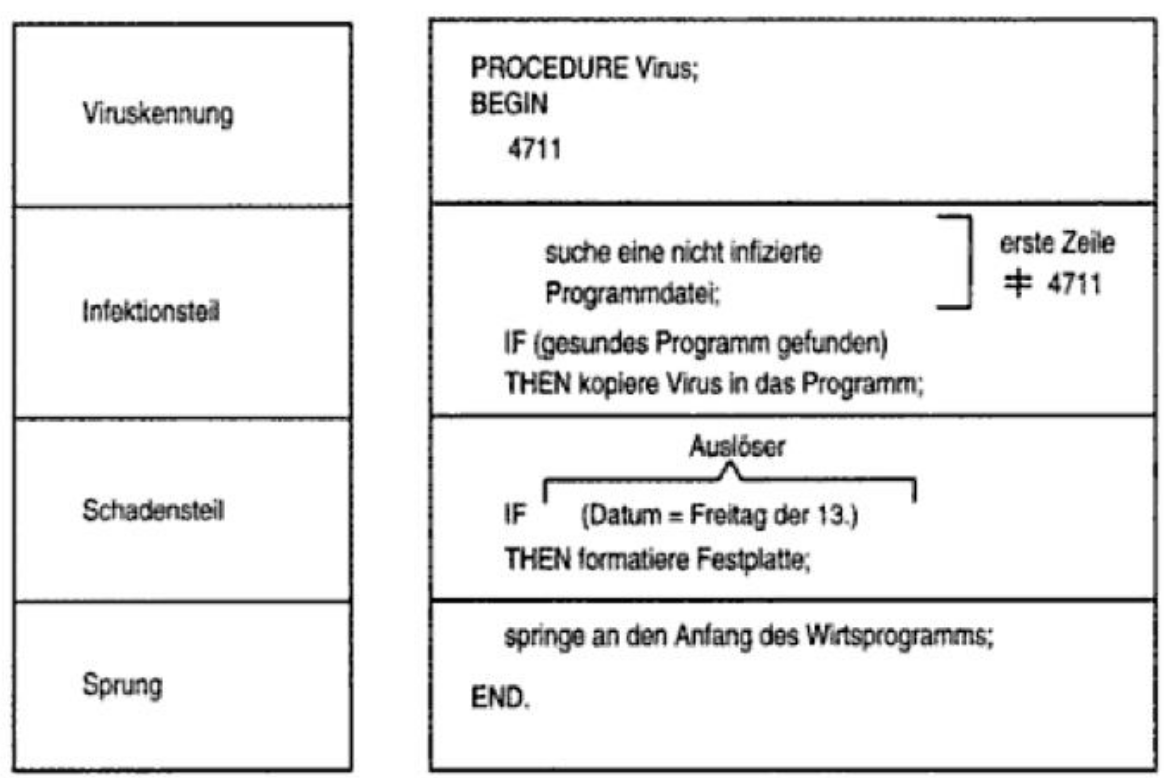 Viruskennung
PROCEDURE Virus;
BEGIN
4711
Infektionsteil
suche eine nicht infizierte
Programmdatei;
erste Zeile
≠ 4711
IF (gesundes Programm gefunden)
THEN kopiere Virus in das Programm;
Schadensteil
Auslöser
IF (Datum = Freitag der 13.)
THEN formatiere Festplatte;
Sprung
springe an den Anfang des Wirtsprogramms;
END.